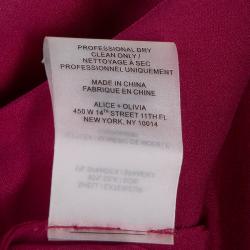 PROFESSIONAL DRY
CLEAN ONLY /
NETTOYAGE À SEC
PROFESSIONNEL UNIQUEMENT
MADE IN CHINA
FABRIQUÉ EN CHINE
ALICE + OLIVIA
450 W 14TH STREET 11TH FL
NEW YORK, NY 10014